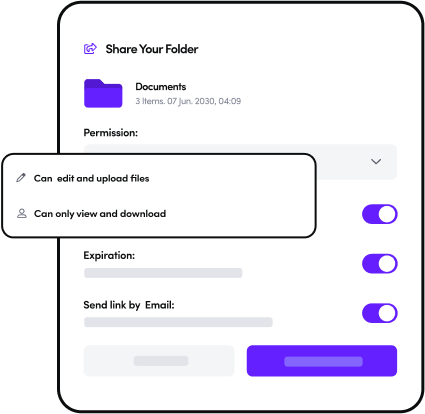 Share Your Folder
Documents
3 Items. 07 Jun. 2030, 04:09
Permission:
Can edit and upload files
Can only view and download
Expiration:
Send link by Email: